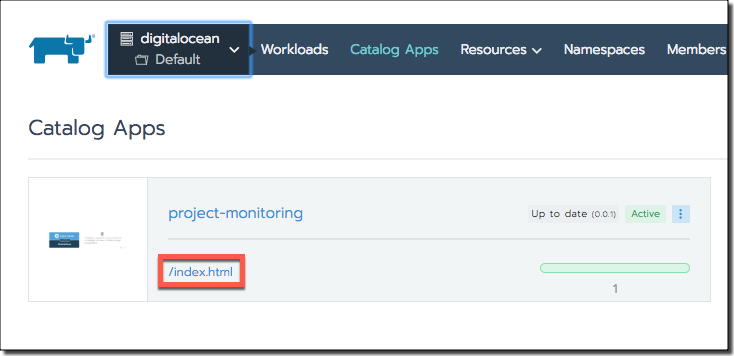 digitalocean
Default
Workloads
Catalog Apps
Resources
Namespaces
Members
Catalog Apps
project-monitoring
Up to date (0.0.1)
Active
/index.html
1